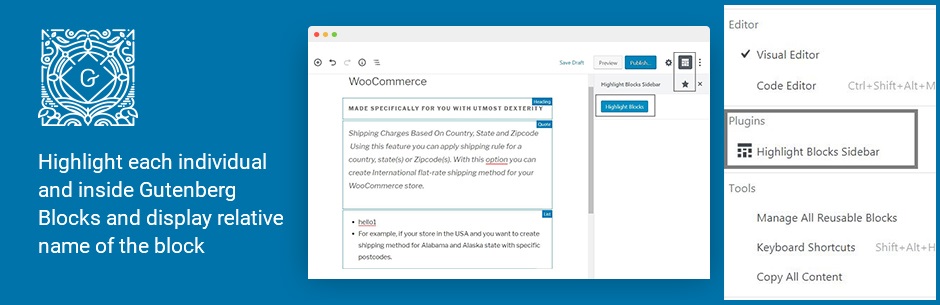 G
Highlight each individual
and inside Gutenberg
Blocks and display relative
name of the block
Save Draft Preview Publish...
WooCommerce
Heading
MADE SPECIFICALLY FOR YOU WITH UTMOST DEXTERITY
Quote
Shipping Charges Based On Country, State and Zipcode
Using this feature you can apply shipping rule for a
country, state(s) or Zipcode(s). With this option you can
create International flat-rate shipping method for your
WooCommerce store.
List
hello1
For example, if your store in the USA and you want to create
shipping method for Alabama and Alaska state with specific
postcodes.
Highlight Blocks Sidebar
Highlight Blocks
Editor
Visual Editor
Code Editor Ctrl+Shift+Alt+M
Plugins
Highlight Blocks Sidebar
Tools
Manage All Reusable Blocks
Keyboard Shortcuts Shift+Alt+H
Copy All Content